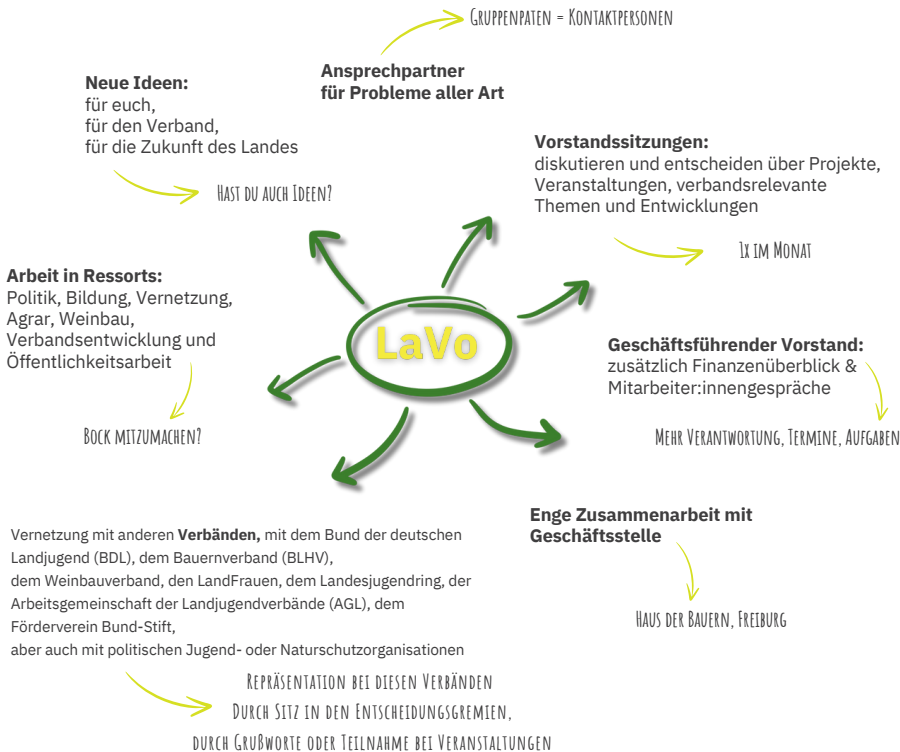 Gruppenpaten = Kontaktpersonen
Ansprechpartner
für Probleme aller Art
Neue Ideen:
für euch,
für den Verband,
für die Zukunft des Landes
Hast du auch Ideen?
Vorstandssitzungen:
diskutieren und entscheiden über Projekte,
Veranstaltungen, verbandsrelevante
Themen und Entwicklungen
1x im Monat
Arbeit in Ressorts:
Politik, Bildung, Vernetzung,
Agrar, Weinbau,
Verbandsentwicklung und
Öffentlichkeitsarbeit
Bock mitzumachen?
LaVo
Geschäftsführender Vorstand:
zusätzlich Finanzenüberblick &
Mitarbeiter:innengespräche
Mehr Verantwortung, Termine, Aufgaben
Enge Zusammenarbeit mit
Geschäftsstelle
Haus der Bauern, Freiburg
Vernetzung mit anderen Verbänden, mit dem Bund der deutschen
Landjugend (BDL), dem Bauernverband (BLHV),
dem Weinbauverband, den LandFrauen, dem Landesjugendring, der
Arbeitsgemeinschaft der Landjugendverbände (AGL), dem
Förderverein Bund-Stift,
aber auch mit politischen Jugend- oder Naturschutzorganisationen
Repräsentation bei diesen Verbänden
Durch Sitz in den Entscheidungsgremien,
durch Grußworte oder Teilnahme bei Veranstaltungen